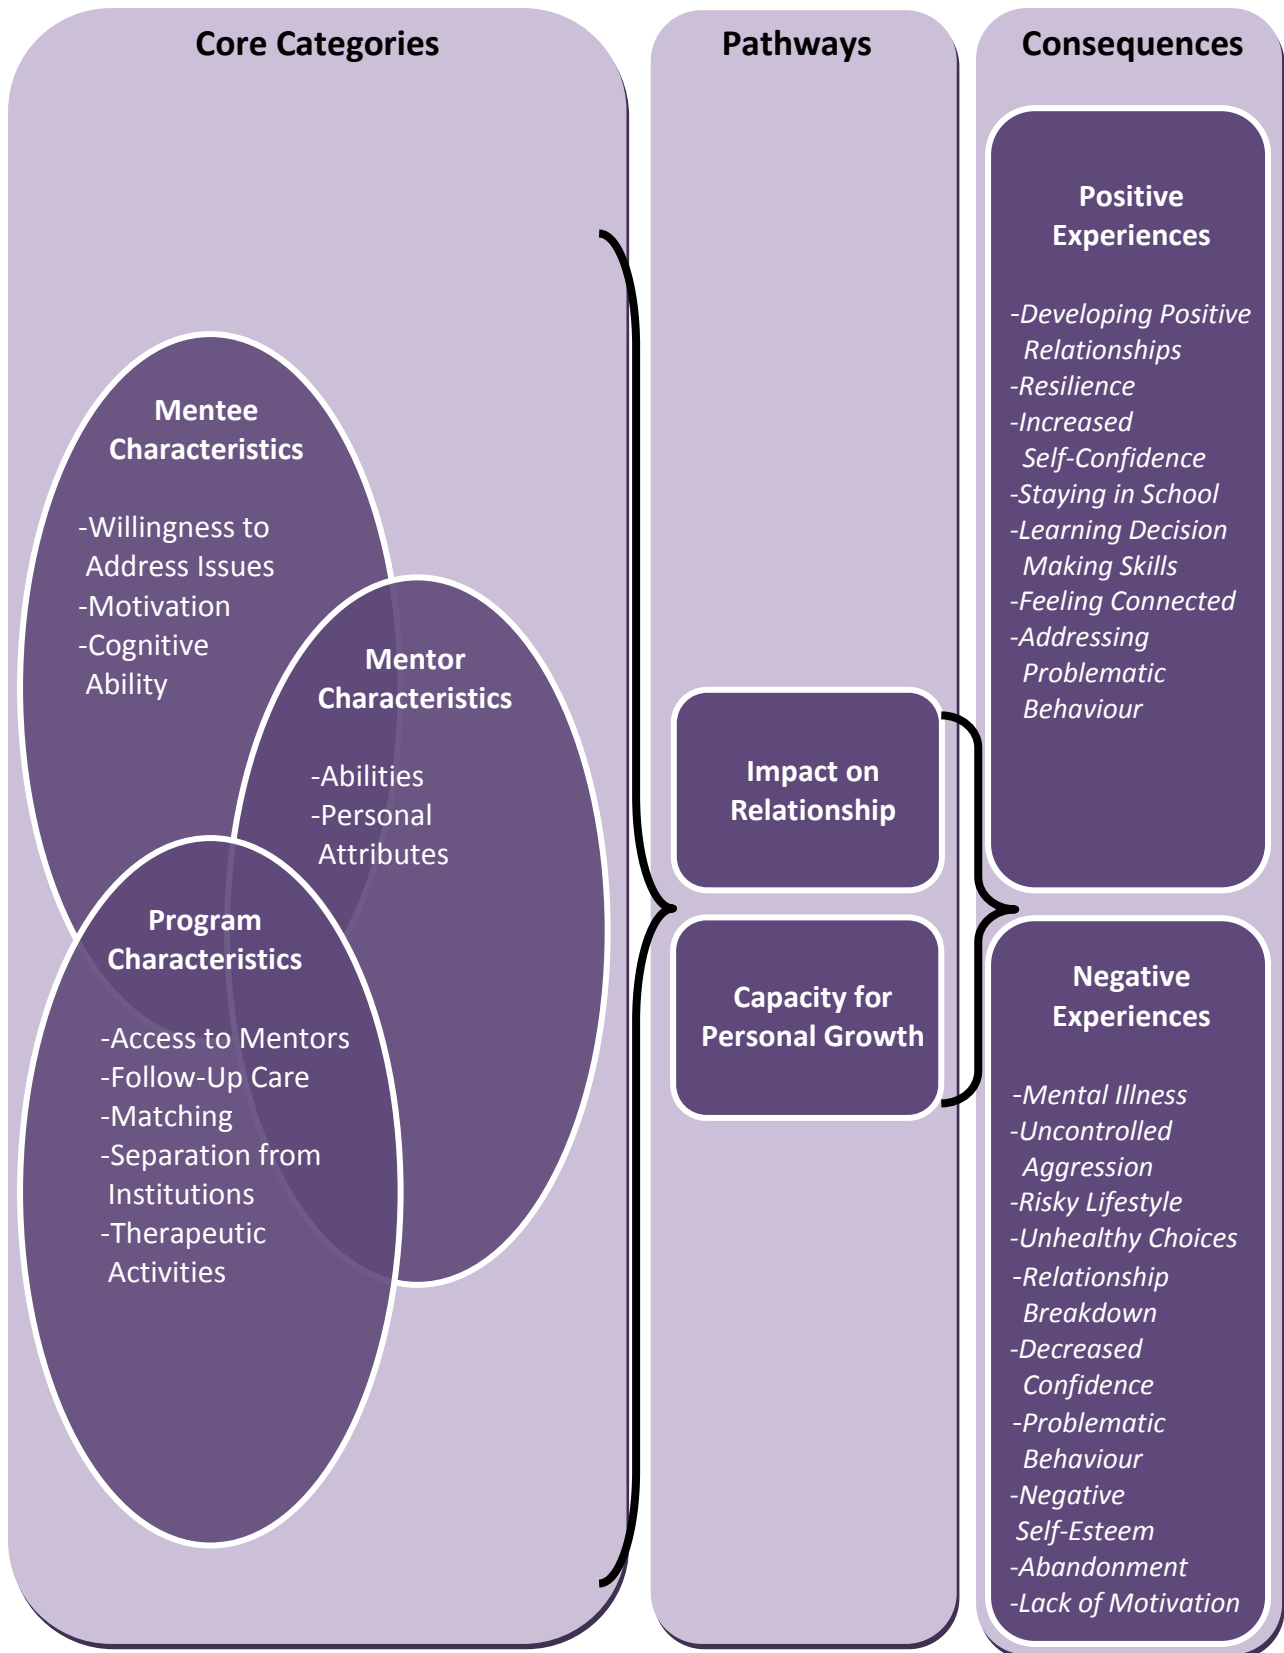 Core Categories
Mentee
Characteristics
-Willingness to
Address Issues
-Motivation
-Cognitive
Ability
Mentor
Characteristics
-Abilities
-Personal
Attributes
Program
Characteristics
-Access to Mentors
-Follow-Up Care
-Matching
-Separation from
Institutions
-Therapeutic
Activities
Pathways
Impact on
Relationship
Capacity for
Personal Growth
Consequences
Positive
Experiences
-Developing Positive
Relationships
-Resilience
-Increased
Self-Confidence
-Staying in School
-Learning Decision
Making Skills
-Feeling Connected
-Addressing
Problematic
Behaviour
Negative
Experiences
-Mental Illness
-Uncontrolled
Aggression
-Risky Lifestyle
-Unhealthy Choices
-Relationship
Breakdown
-Decreased
Confidence
-Problematic
Behaviour
-Negative
Self-Esteem
-Abandonment
-Lack of Motivation